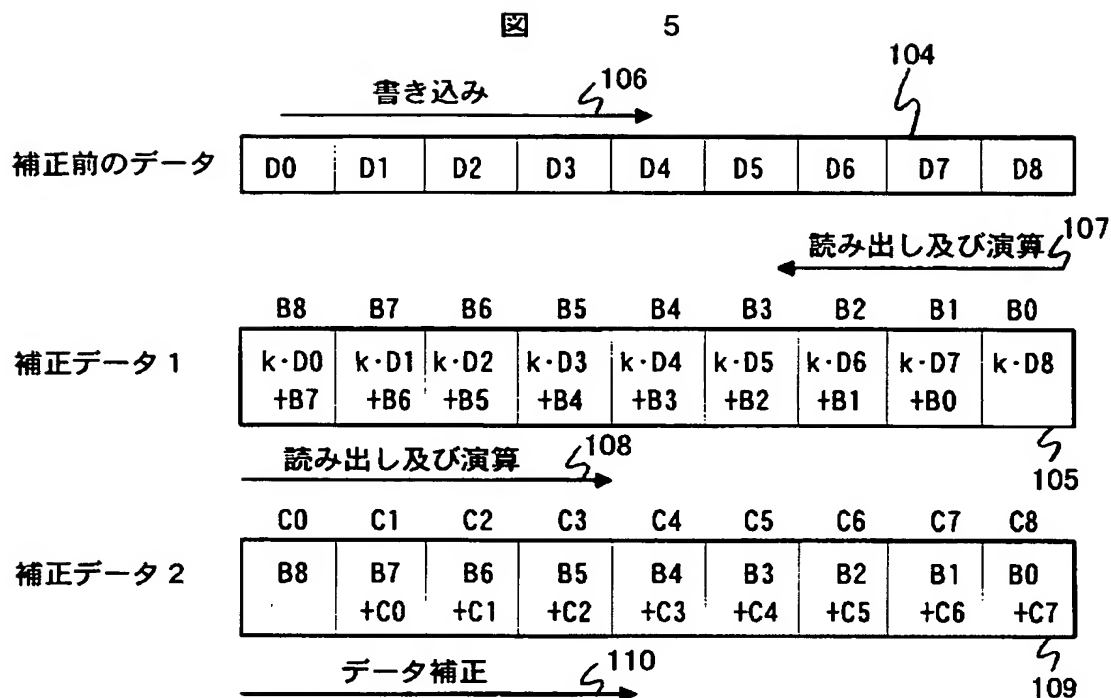 図 5
104
書き込み 106
補正前のデータ D0 D1 D2 D3 D4 D5 D6 D7 D8
読み出し及び演算 107
B8 B7 B6 B5 B4 B3 B2 B1 B0
補正データ1 k·D0 k·D1 k·D2 k·D3 k·D4 k·D5 k·D6 k·D7 k·D8
+B7 +B6 +B5 +B4 +B3 +B2 +B1 +B0
読み出し及び演算 108
105
C0 C1 C2 C3 C4 C5 C6 C7 C8
補正データ2 B8 B7 B6 B5 B4 B3 B2 B1 B0
+C0 +C1 +C2 +C3 +C4 +C5 +C6 +C7
データ補正 110
109